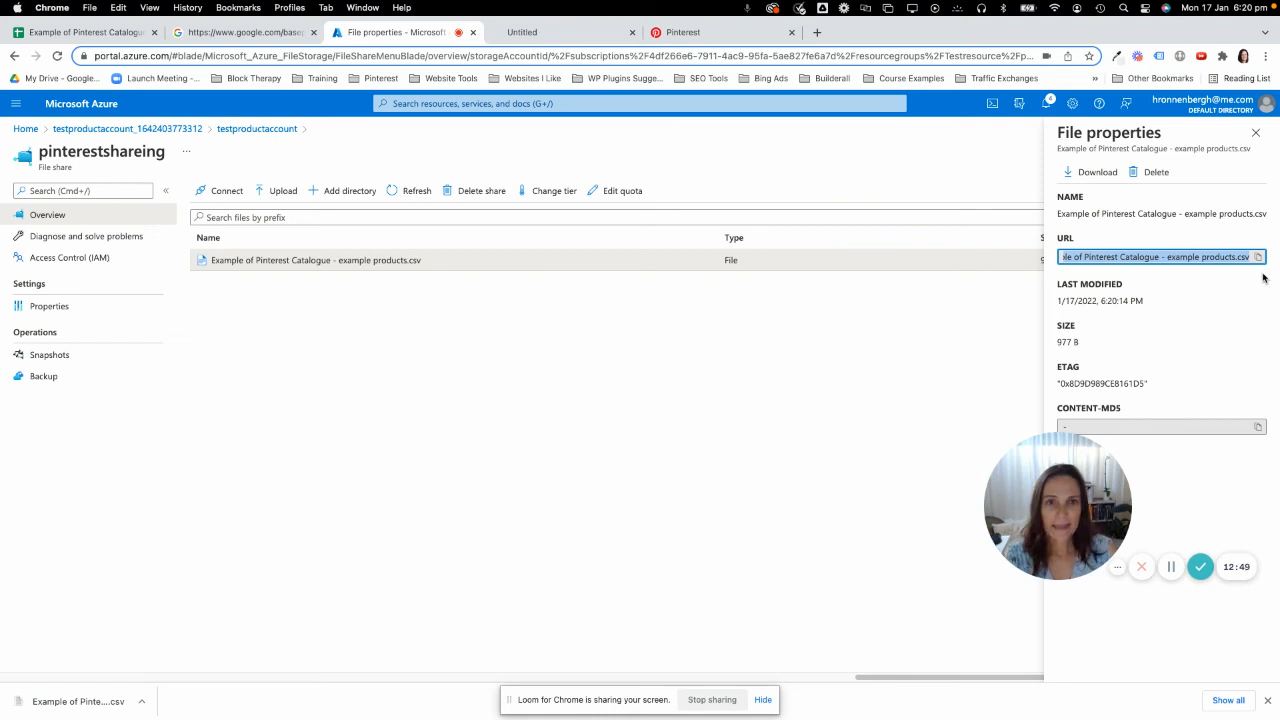 Chrome File Edit View History Bookmarks Profiles Tab Window Help Mon 17 Jan 6:20 pm
Example of Pinterest Catalogue × https://www.google.com/basep × File properties - Microsoft × Untitled × Pinterest × +
portal.azure.com/#blade/Microsoft_Azure_FileStorage/FileShareMenuBlade/overview/storageAccountId/%2Fsubscriptions%2F4df266e6-7911-4ac9-95fa-5ae827fe6a7d%2Fresourcegroups%2FTestresource%2Fp...
My Drive - Google... Launch Meeting -... Block Therapy Training Pinterest Website Tools Websites I Like WP Plugins Sugge... SEO Tools Bing Ads Builderall Course Examples Traffic Exchanges » Other Bookmarks Reading List
Microsoft Azure Search resources, services, and docs (G+/) 4 hronnenbergh@me.com
DEFAULT DIRECTORY
Home > testproductaccount_1642403773312 > testproductaccount >
pinterestshareing ...
File share
Search (Cmd+/) «
Connect Upload Add directory Refresh Delete share Change tier Edit quota
Overview
Diagnose and solve problems
Access Control (IAM)
Settings
Properties
Operations
Snapshots
Backup
Search files by prefix
Name Type S
Example of Pinterest Catalogue - example products.csv File 9
File properties
Example of Pinterest Catalogue - example products.csv
Download Delete
NAME
Example of Pinterest Catalogue - example products.csv
URL
le of Pinterest Catalogue - example products.csv
LAST MODIFIED
1/17/2022, 6:20:14 PM
SIZE
977 B
ETAG
"0x8D9D989CE8161D5"
CONTENT-MD5
-
... 12:49
Example of Pinte....csv
Loom for Chrome is sharing your screen. Stop sharing Hide
Show all